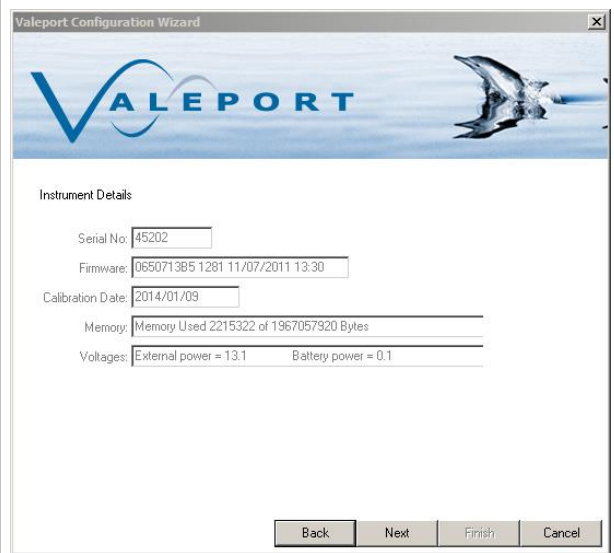 Valeport Configuration Wizard
VALEPORT
Instrument Details
Serial No: 45202
Firmware: 0650713B5 1281 11/07/2011 13:30
Calibration Date: 2014/01/09
Memory: Memory Used 2215322 of 1967057920 Bytes
Voltages: External power = 13.1 Battery power = 0.1
Back Next Finish Cancel